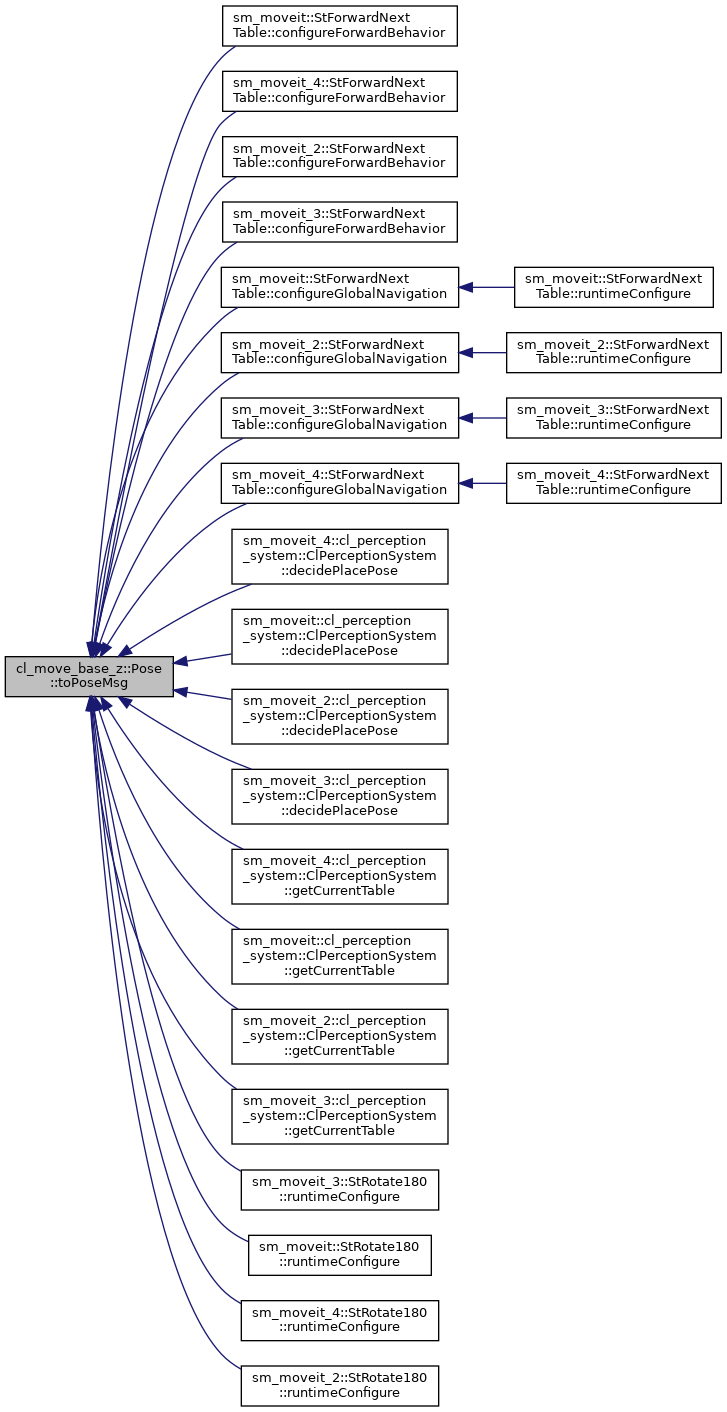 sm_moveit::StForwardNext
Table::configureForwardBehavior
sm_moveit_4::StForwardNext
Table::configureForwardBehavior
sm_moveit_2::StForwardNext
Table::configureForwardBehavior
sm_moveit_3::StForwardNext
Table::configureForwardBehavior
sm_moveit::StForwardNext
Table::configureGlobalNavigation
sm_moveit::StForwardNext
Table::runtimeConfigure
sm_moveit_2::StForwardNext
Table::configureGlobalNavigation
sm_moveit_2::StForwardNext
Table::runtimeConfigure
sm_moveit_3::StForwardNext
Table::configureGlobalNavigation
sm_moveit_3::StForwardNext
Table::runtimeConfigure
sm_moveit_4::StForwardNext
Table::configureGlobalNavigation
sm_moveit_4::StForwardNext
Table::runtimeConfigure
sm_moveit_4::cl_perception
_system::ClPerceptionSystem
::decidePlacePose
sm_moveit::cl_perception
_system::ClPerceptionSystem
::decidePlacePose
cl_move_base_z::Pose
::toPoseMsg
sm_moveit_2::cl_perception
_system::ClPerceptionSystem
::decidePlacePose
sm_moveit_3::cl_perception
_system::ClPerceptionSystem
::decidePlacePose
sm_moveit_4::cl_perception
_system::ClPerceptionSystem
::getCurrentTable
sm_moveit::cl_perception
_system::ClPerceptionSystem
::getCurrentTable
sm_moveit_2::cl_perception
_system::ClPerceptionSystem
::getCurrentTable
sm_moveit_3::cl_perception
_system::ClPerceptionSystem
::getCurrentTable
sm_moveit_3::StRotate180
::runtimeConfigure
sm_moveit::StRotate180
::runtimeConfigure
sm_moveit_4::StRotate180
::runtimeConfigure
sm_moveit_2::StRotate180
::runtimeConfigure